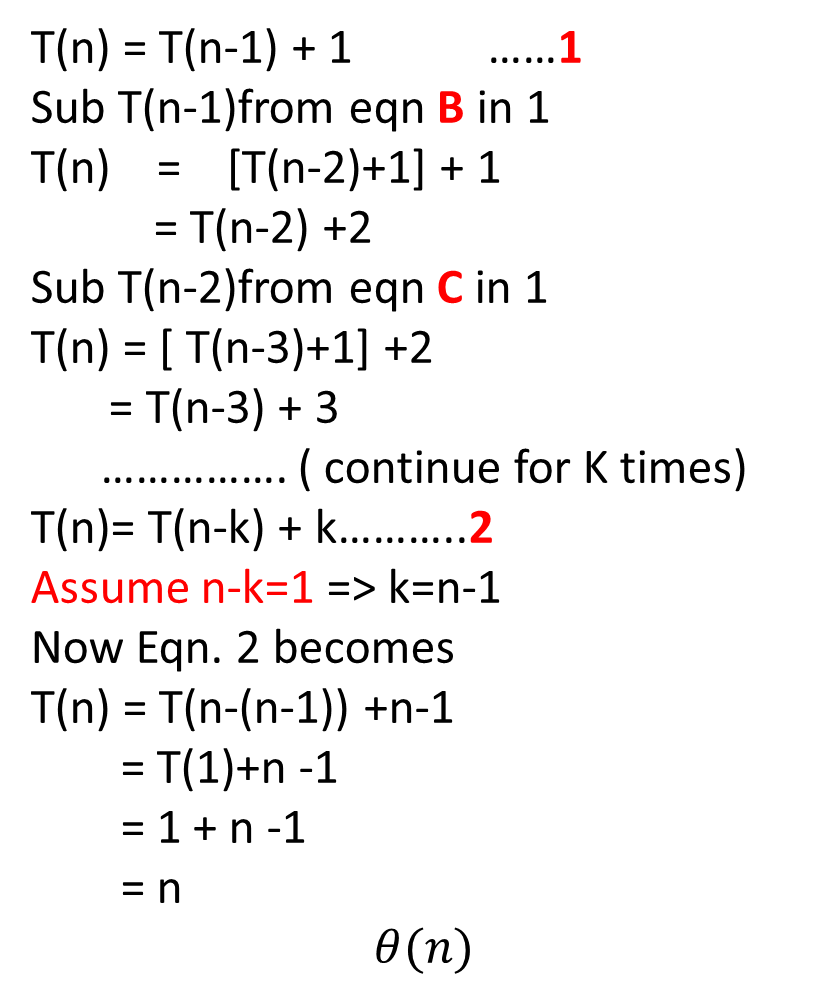 T(n) = T(n-1) + 1 ……1
Sub T(n-1)from eqn B in 1
T(n) = [T(n-2)+1] + 1
= T(n-2) +2
Sub T(n-2)from eqn C in 1
T(n) = [ T(n-3)+1] +2
= T(n-3) + 3
……………. ( continue for K times)
T(n)= T(n-k) + k………..2
Assume n-k=1 => k=n-1
Now Eqn. 2 becomes
T(n) = T(n-(n-1)) +n-1
= T(1)+n -1
= 1 + n -1
= n
𝜃(𝑛)